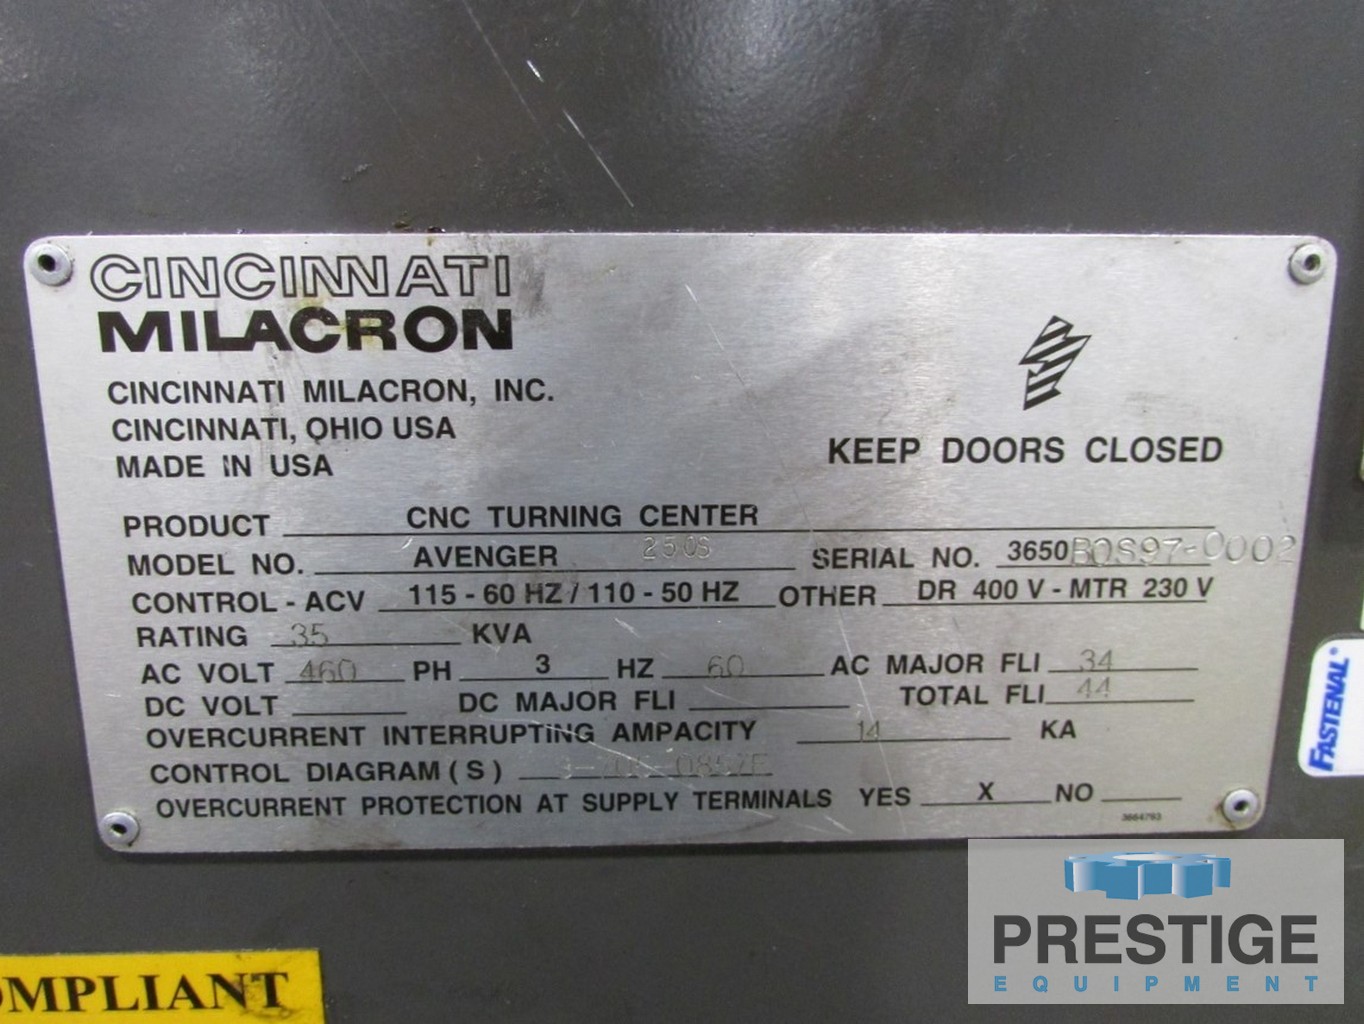 CINCINNATI
MILACRON
CINCINNATI MILACRON, INC.
CINCINNATI, OHIO USA
MADE IN USA
KEEP DOORS CLOSED
PRODUCT CNC TURNING CENTER
MODEL NO. AVENGER 250S SERIAL NO. 3650B0S97-0002
CONTROL - ACV 115 - 60 HZ / 110 - 50 HZ OTHER DR 400 V - MTR 230 V
RATING 35 KVA
AC VOLT 460 PH 3 HZ 60 AC MAJOR FLI 34
DC VOLT DC MAJOR FLI TOTAL FLI 44
OVERCURRENT INTERRUPTING AMPACITY 14 KA
CONTROL DIAGRAM ( S )
OVERCURRENT PROTECTION AT SUPPLY TERMINALS YES X NO
3664793
FASTENAL®
OMPLIANT
PRESTIGE
EQUIPMENT